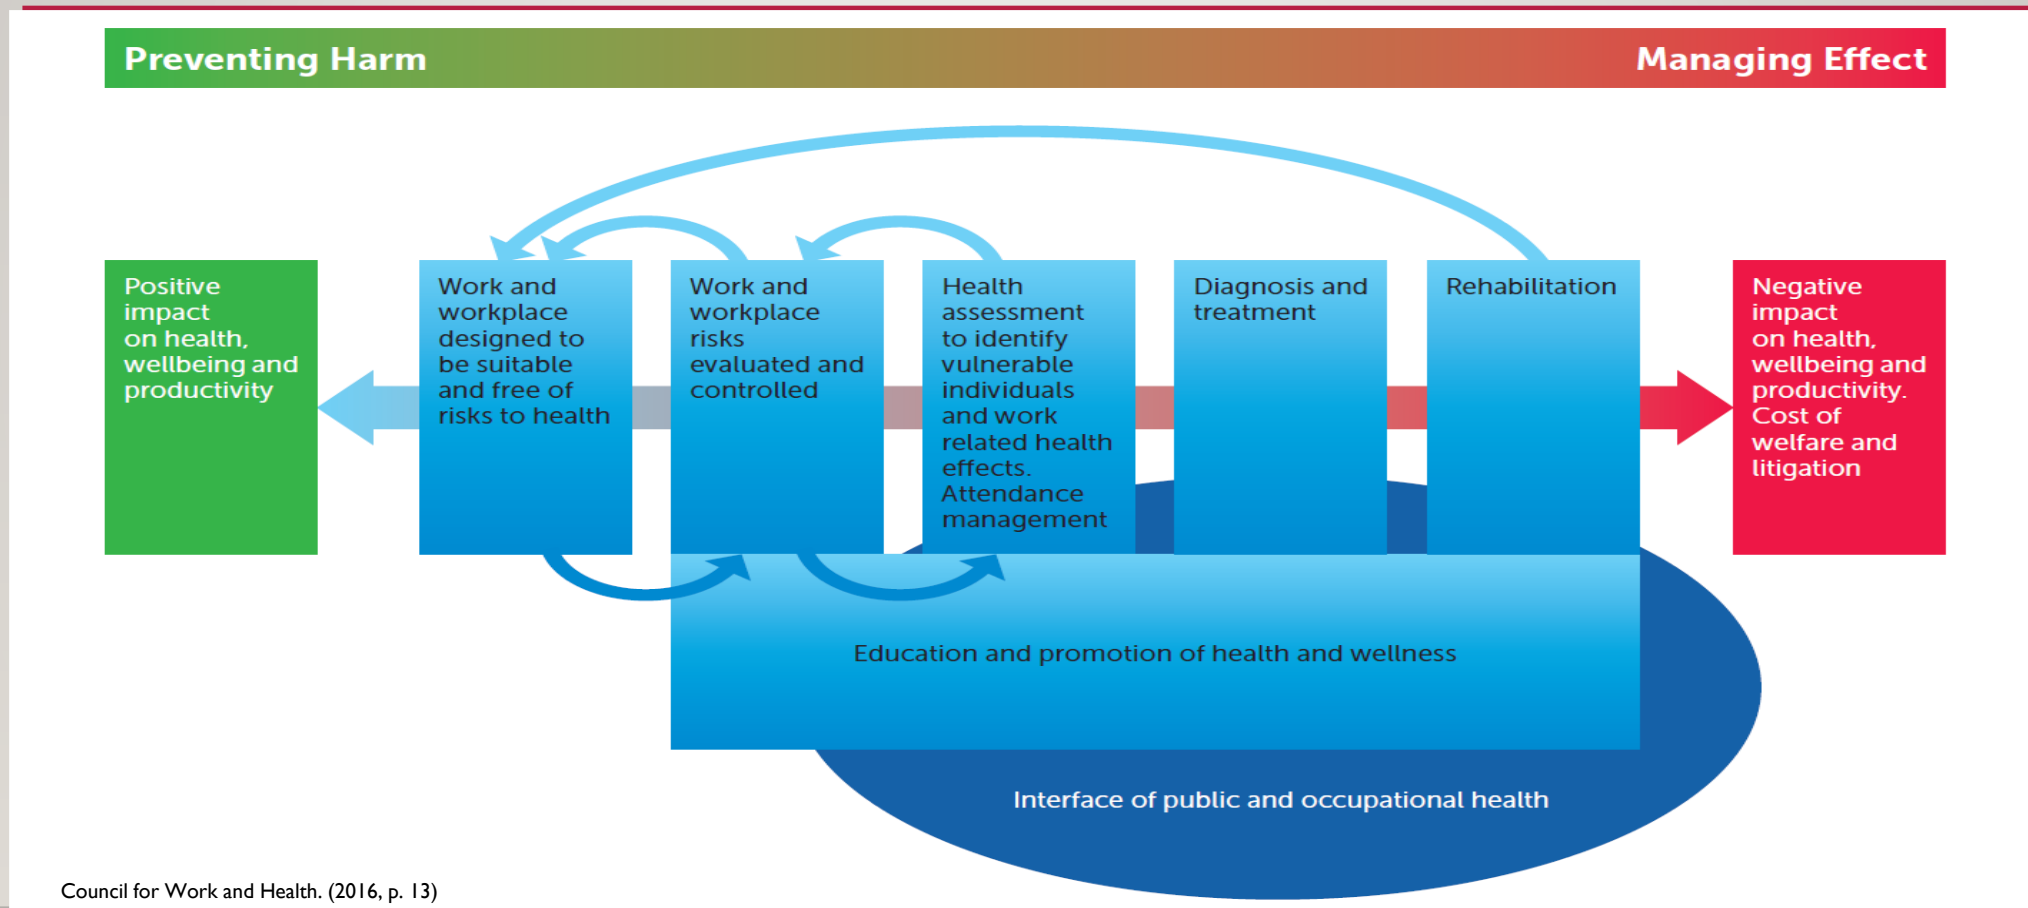 Preventing Harm
Managing Effect
Positive
impact
on health,
wellbeing and
productivity
Work and
workplace
designed to
be suitable
and free of
risks to health
Work and
workplace
risks
evaluated and
controlled
Health
assessment
to identify
vulnerable
individuals
and work
related health
effects.
Attendance
management
Diagnosis and
treatment
Rehabilitation
Negative
impact
on health,
wellbeing and
productivity.
Cost of
welfare and
litigation
Education and promotion of health and wellness
Interface of public and occupational health
Council for Work and Health. (2016, p. 13)